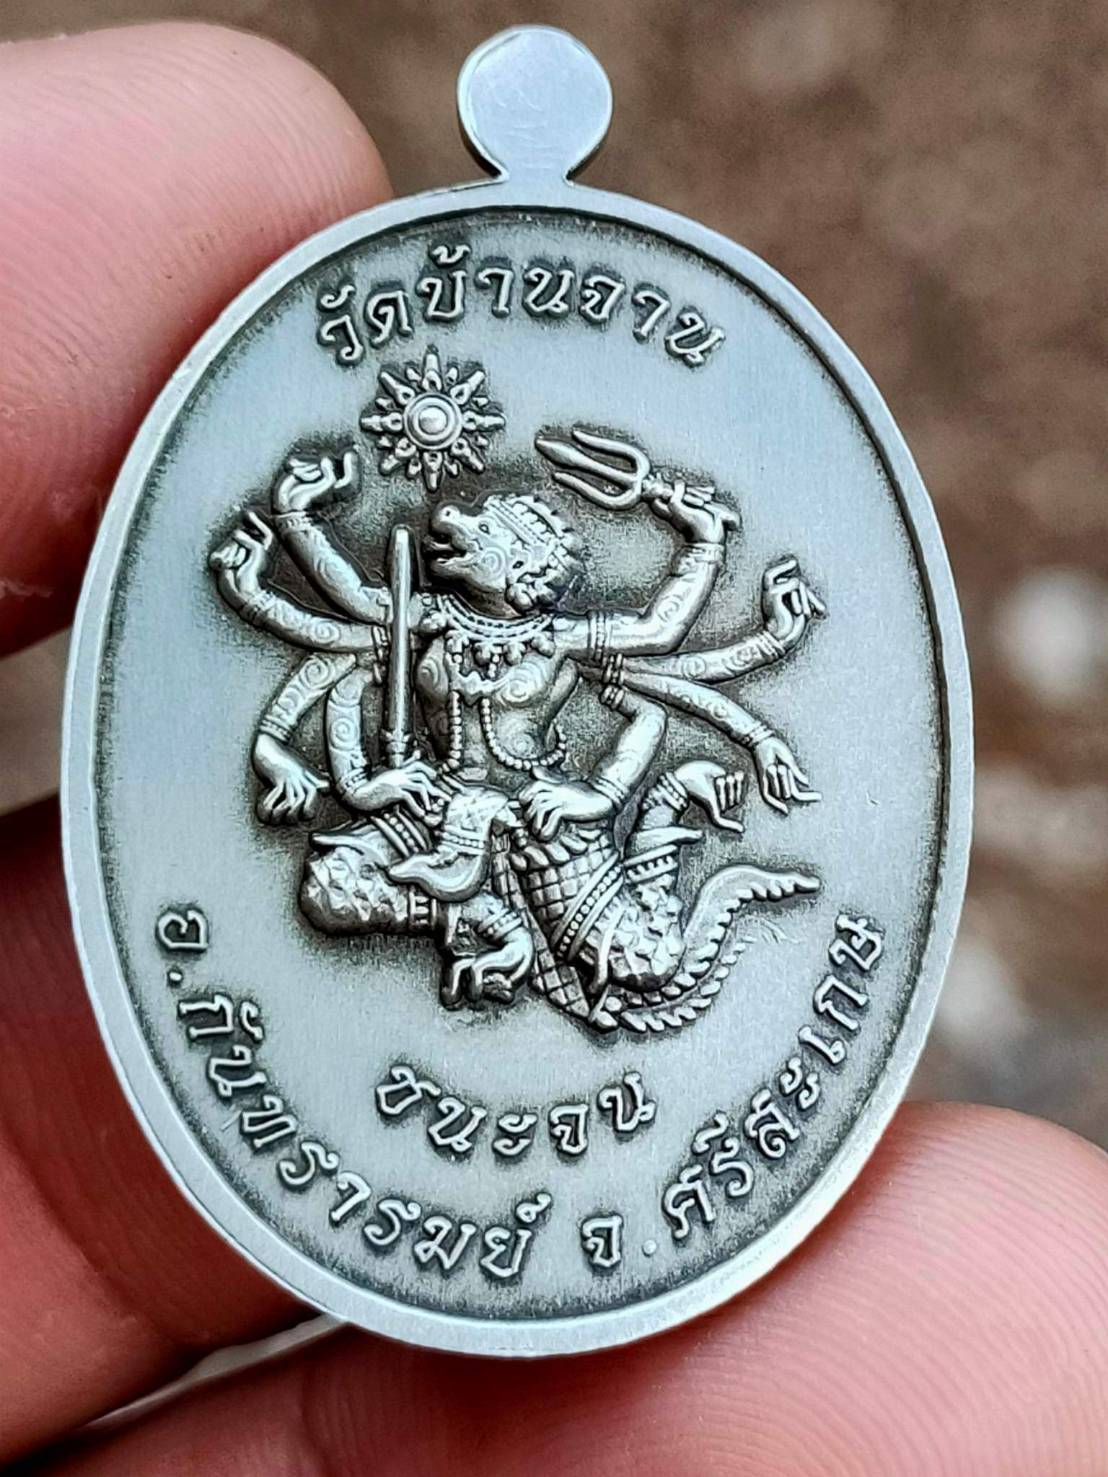 วัดบ้านจาน
ชนะจน
อ.กันทรารมย์ จ.ศรีสะเกษ